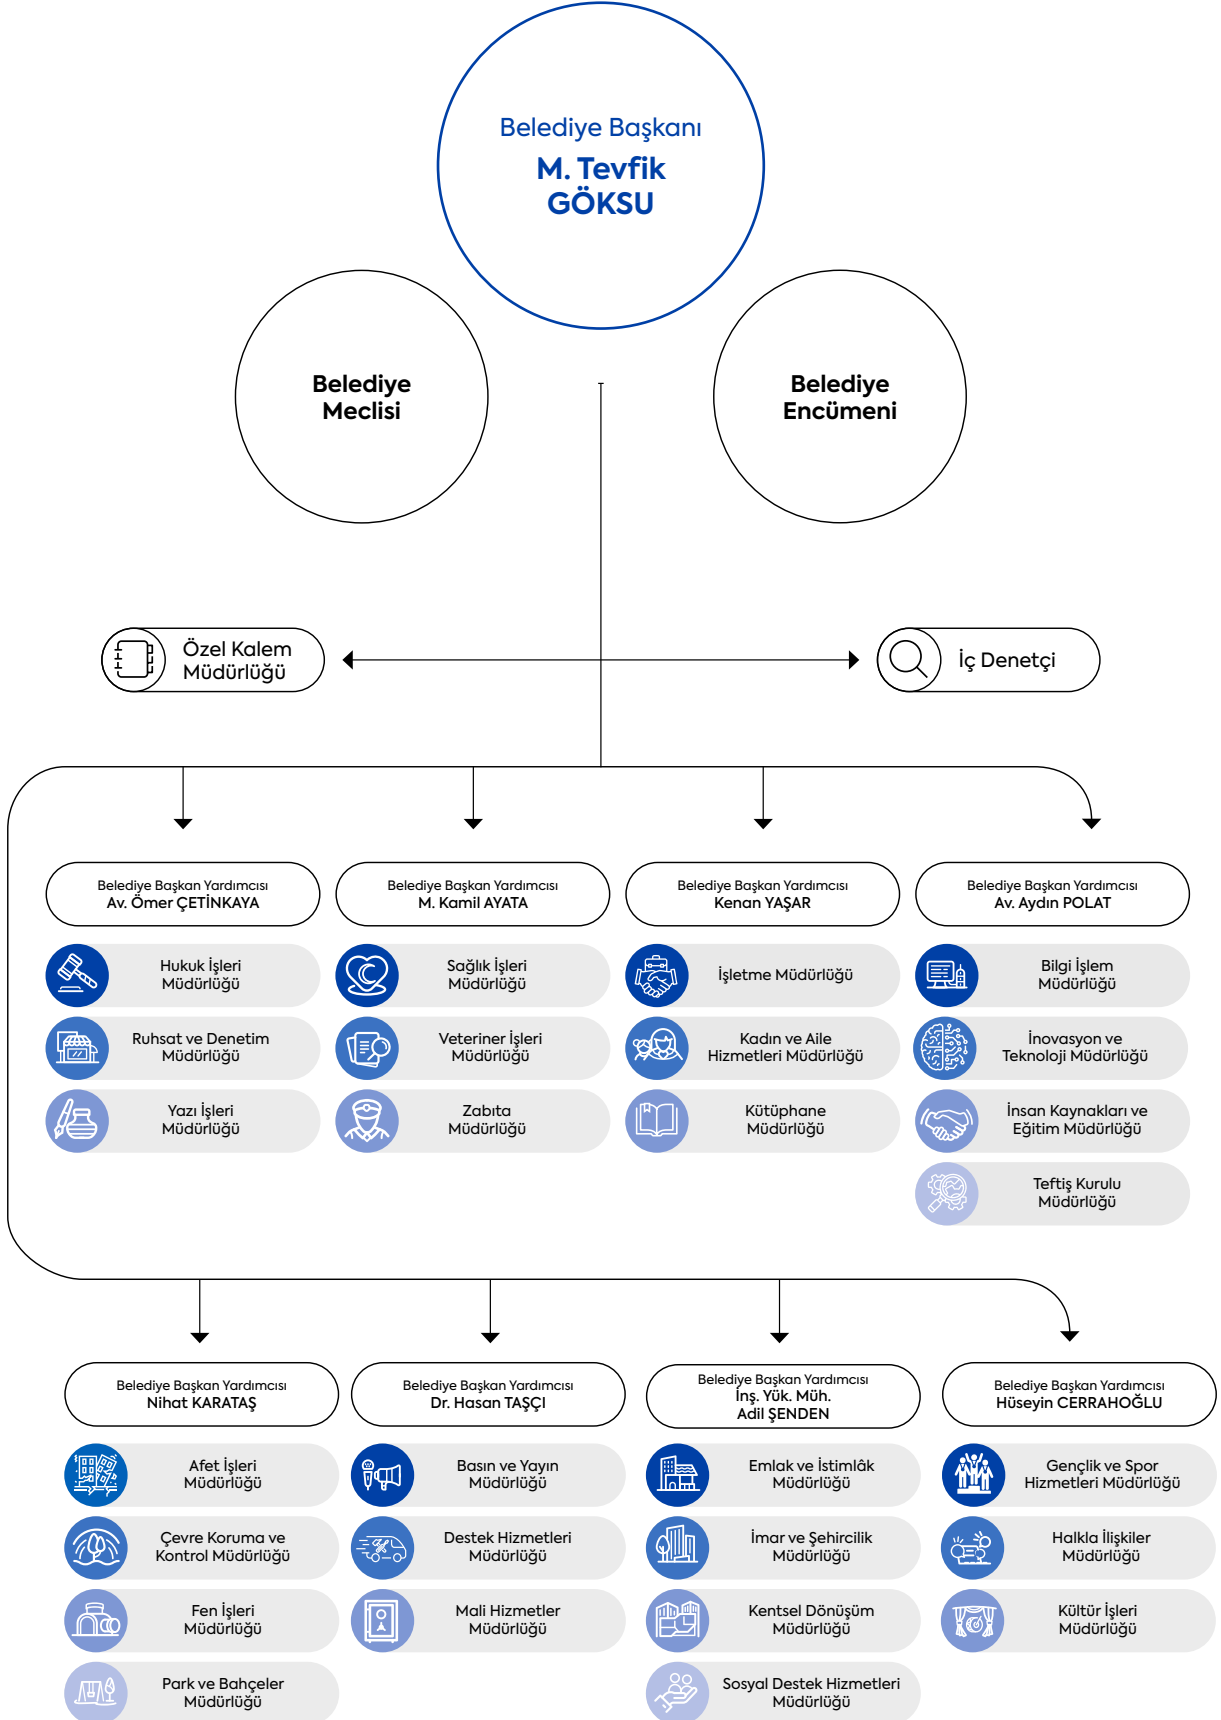 Belediye Başkanı
M. Tevfik
GÖKSU
Belediye
Meclisi
Belediye
Encümeni
Özel Kalem
Müdürlüğü
İç Denetçi
Belediye Başkan Yardımcısı
Av. Ömer ÇETİNKAYA
Hukuk İşleri
Müdürlüğü
Ruhsat ve Denetim
Müdürlüğü
Yazı İşleri
Müdürlüğü
Belediye Başkan Yardımcısı
M. Kamil AYATA
Sağlık İşleri
Müdürlüğü
Veteriner İşleri
Müdürlüğü
Zabıta
Müdürlüğü
Belediye Başkan Yardımcısı
Kenan YAŞAR
İşletme Müdürlüğü
Kadın ve Aile
Hizmetleri Müdürlüğü
Kütüphane
Müdürlüğü
Belediye Başkan Yardımcısı
Av. Aydın POLAT
Bilgi İşlem
Müdürlüğü
İnovasyon ve
Teknoloji Müdürlüğü
İnsan Kaynakları ve
Eğitim Müdürlüğü
Teftiş Kurulu
Müdürlüğü
Belediye Başkan Yardımcısı
Nihat KARATAŞ
Afet İşleri
Müdürlüğü
Çevre Koruma ve
Kontrol Müdürlüğü
Fen İşleri
Müdürlüğü
Park ve Bahçeler
Müdürlüğü
Belediye Başkan Yardımcısı
Dr. Hasan TAŞÇI
Basın ve Yayın
Müdürlüğü
Destek Hizmetleri
Müdürlüğü
Mali Hizmetler
Müdürlüğü
Belediye Başkan Yardımcısı
İnş. Yük. Müh.
Adil ŞENDEN
Emlak ve İstimlâk
Müdürlüğü
İmar ve Şehircilik
Müdürlüğü
Kentsel Dönüşüm
Müdürlüğü
Sosyal Destek Hizmetleri
Müdürlüğü
Belediye Başkan Yardımcısı
Hüseyin CERRAHOĞLU
Gençlik ve Spor
Hizmetleri Müdürlüğü
Halkla İlişkiler
Müdürlüğü
Kültür İşleri
Müdürlüğü